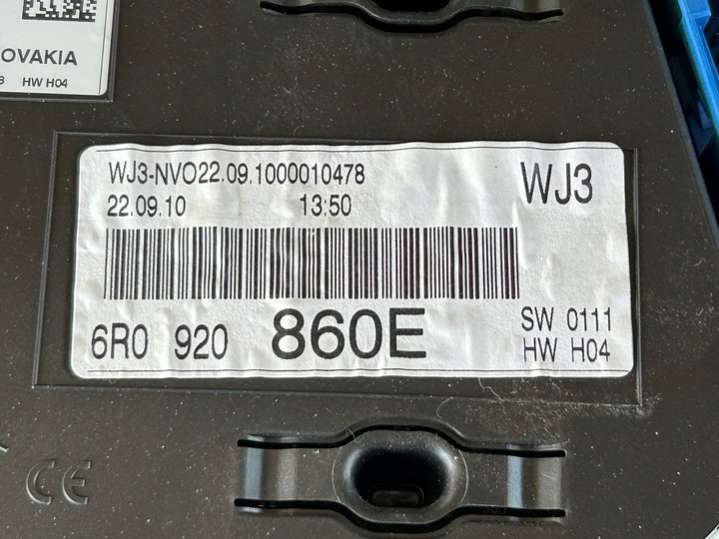 OVAKIA
HW H04
WJ3-NVO22.09.1000010478
WJ3
22.09.10 13:50
6R0 920 860E
SW 0111
HW H04
CE